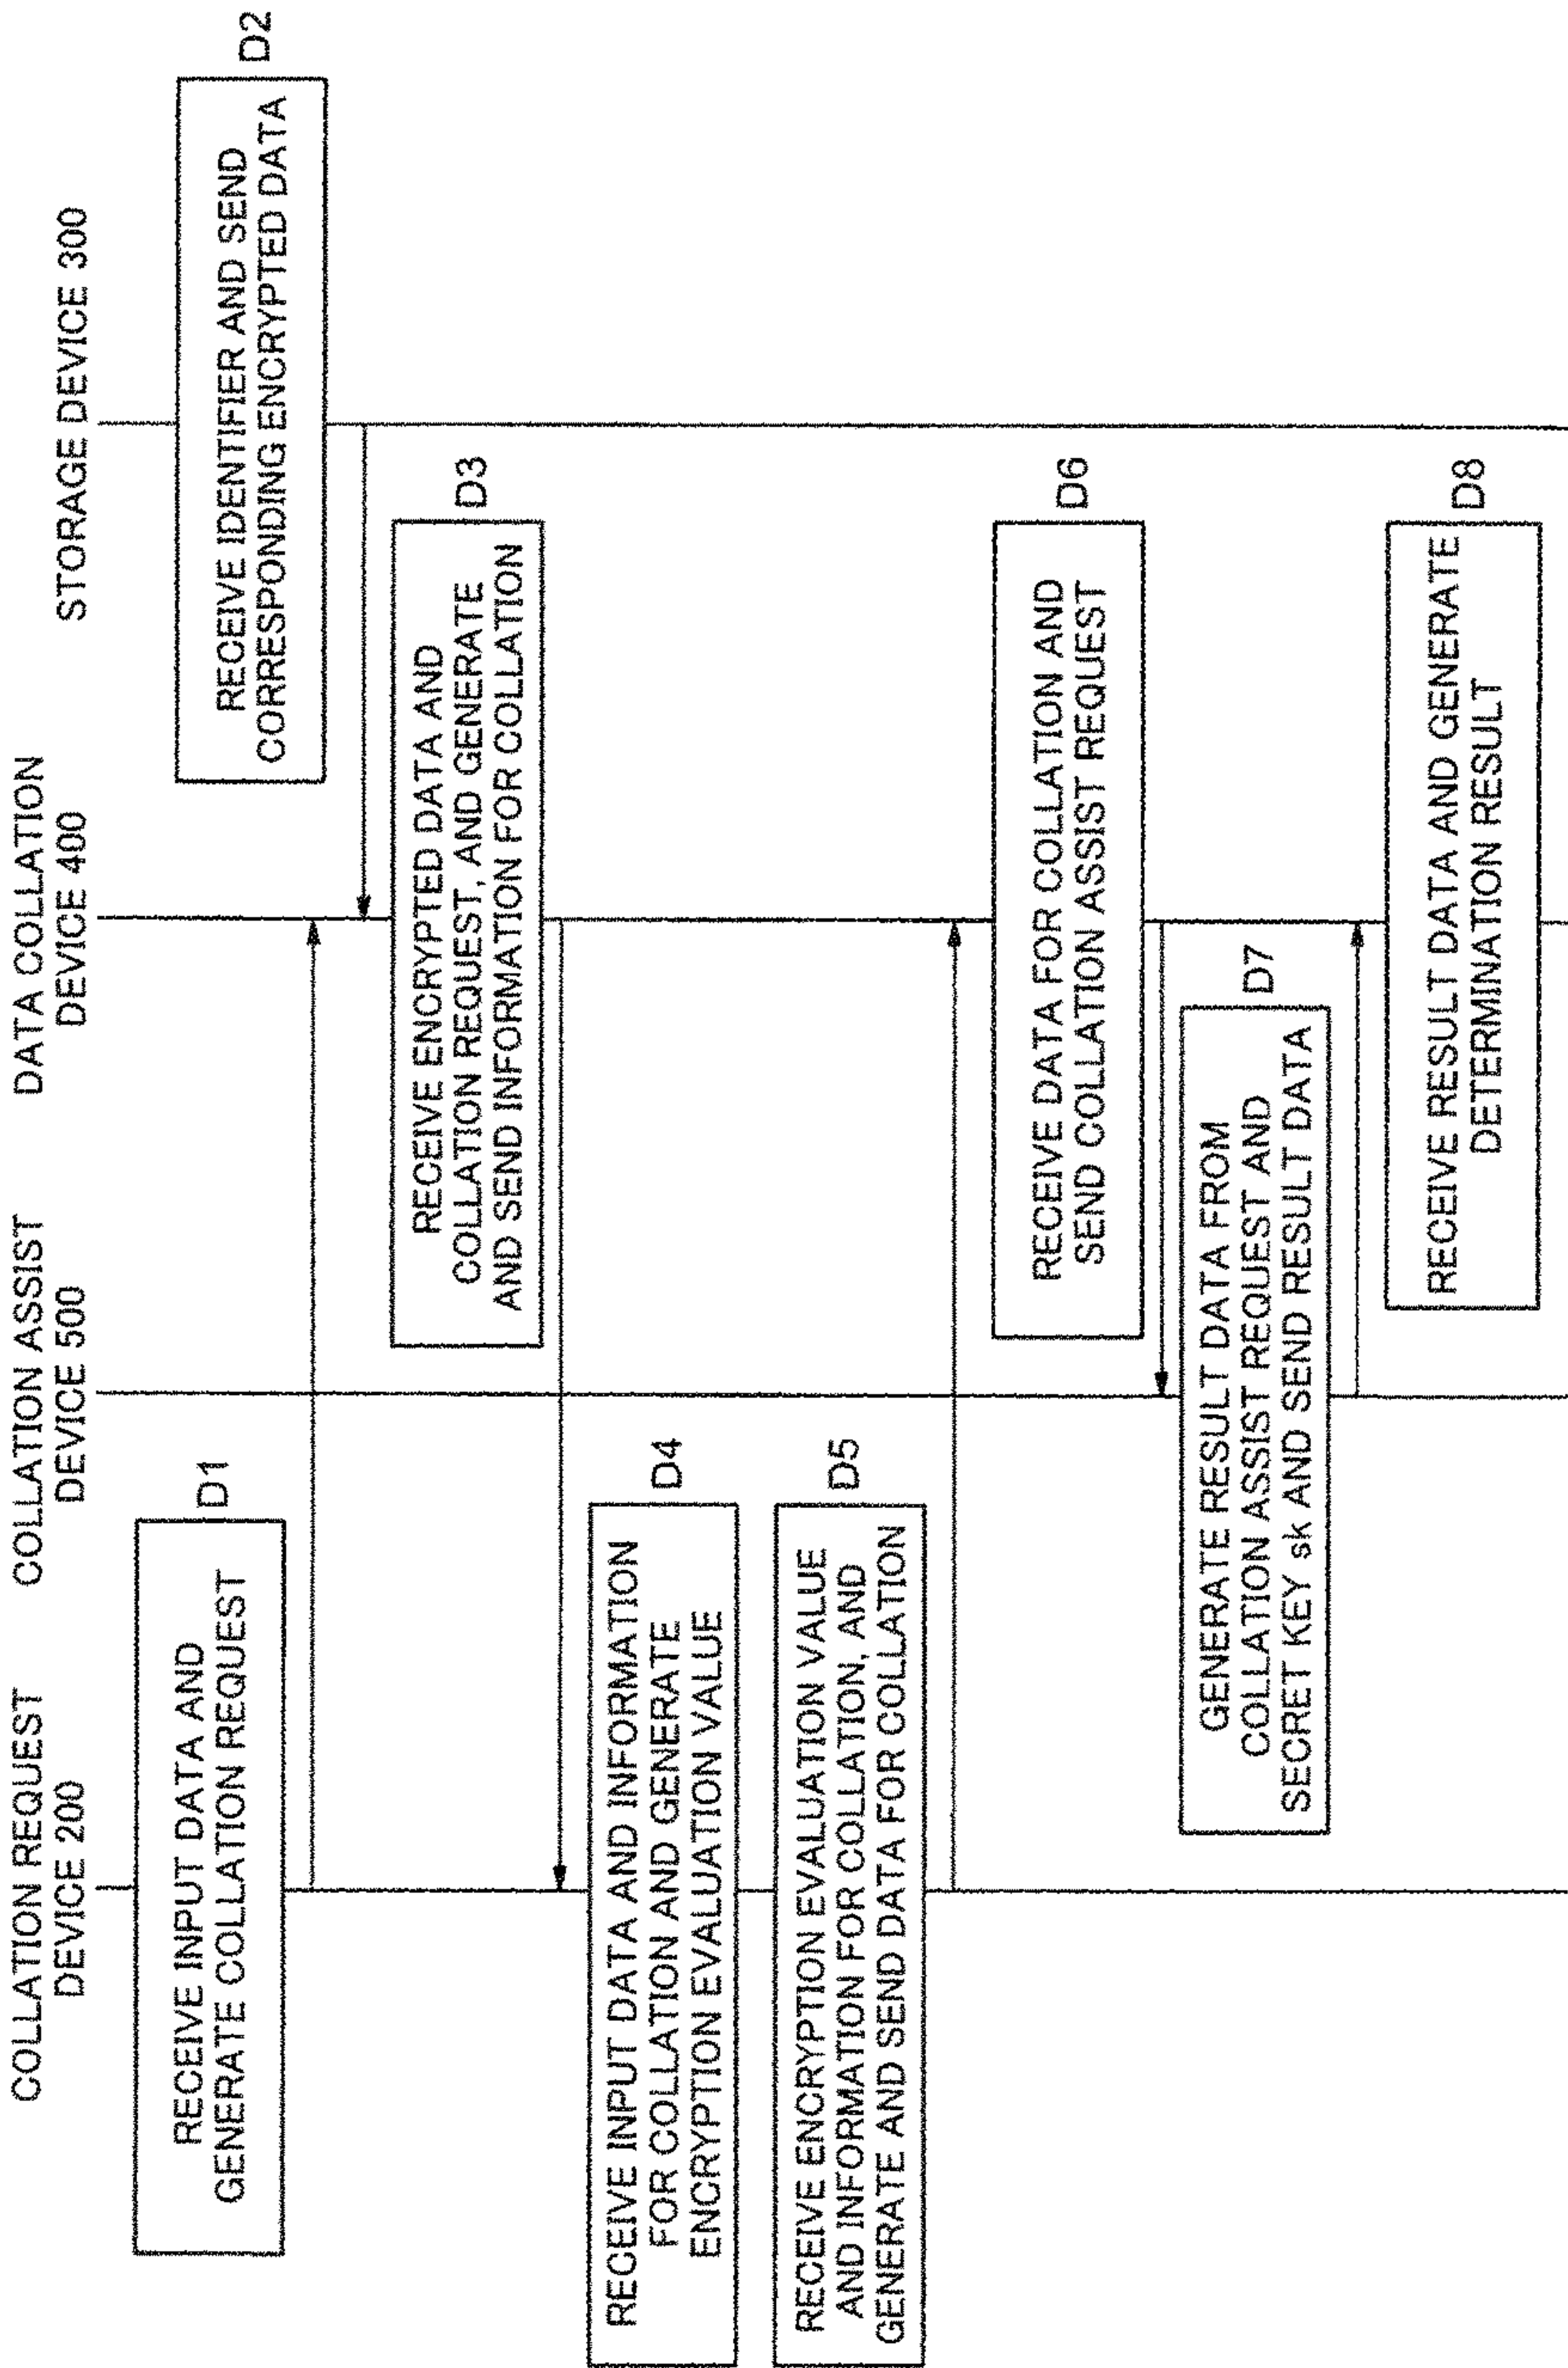 COLLATION REQUEST
DEVICE 200
COLLATION ASSIST
DEVICE 500
DATA COLLATION
DEVICE 400
STORAGE DEVICE 300
D1
RECEIVE INPUT DATA AND
GENERATE COLLATION REQUEST
D2
RECEIVE IDENTIFIER AND SEND
CORRESPONDING ENCRYPTED DATA
D3
RECEIVE ENCRYPTED DATA AND
COLLATION REQUEST, AND GENERATE
AND SEND INFORMATION FOR COLLATION
D4
RECEIVE INPUT DATA AND INFORMATION
FOR COLLATION AND GENERATE
ENCRYPTION EVALUATION VALUE
D5
RECEIVE ENCRYPTION EVALUATION VALUE
AND INFORMATION FOR COLLATION, AND
GENERATE AND SEND DATA FOR COLLATION
D6
RECEIVE DATA FOR COLLATION AND
SEND COLLATION ASSIST REQUEST
D7
GENERATE RESULT DATA FROM
COLLATION ASSIST REQUEST AND
SECRET KEY sk AND SEND RESULT DATA
D8
RECEIVE RESULT DATA AND GENERATE
DETERMINATION RESULT